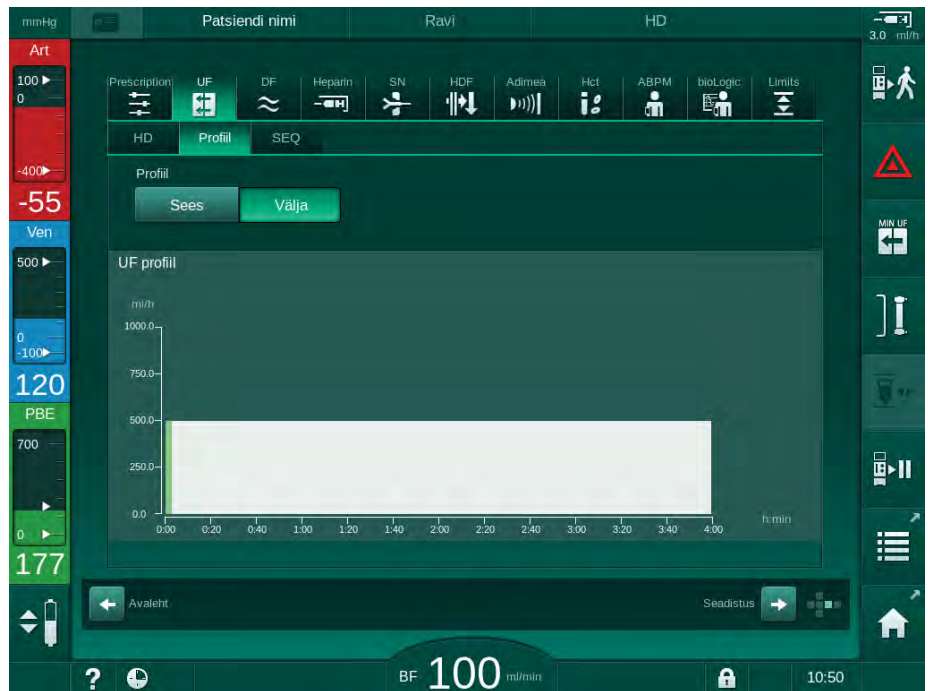 mmHg
Patsiendi nimi
Ravi
HD
3.0 ml/h
Art
100
0
-400
-55
Ven
500
0
-100
120
PBE
700
0
177
Prescription
UF
DF
Heparin
SN
HDF
Adimea
Hct
ABPM
bioLogic
Limits
HD
Profiil
SEQ
Profiil
Sees
Välja
UF profiil
ml/h
1000.0
750.0
500.0
250.0
0.0
0:00 0:20 0:40 1:00 1:20 1:40 2:00 2:20 2:40 3:00 3:20 3:40 4:00
h:min
MIN UF
Avaleht
Seadistus
?
BF 100 ml/min
10:50